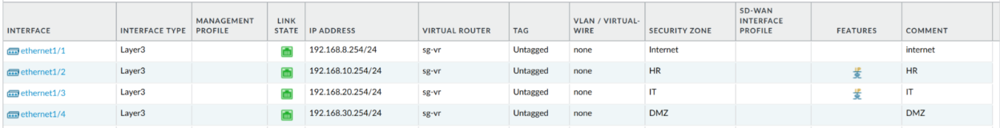 INTERFACE INTERFACE TYPE MANAGEMENT PROFILE LINK STATE IP ADDRESS VIRTUAL ROUTER TAG VLAN / VIRTUAL-WIRE SECURITY ZONE SD-WAN INTERFACE PROFILE FEATURES COMMENT
ethernet1/1 Layer3 192.168.8.254/24 sg-vr Untagged none Internet internet
ethernet1/2 Layer3 192.168.10.254/24 sg-vr Untagged none HR HR
ethernet1/3 Layer3 192.168.20.254/24 sg-vr Untagged none IT IT
ethernet1/4 Layer3 192.168.30.254/24 sg-vr Untagged none DMZ DMZ